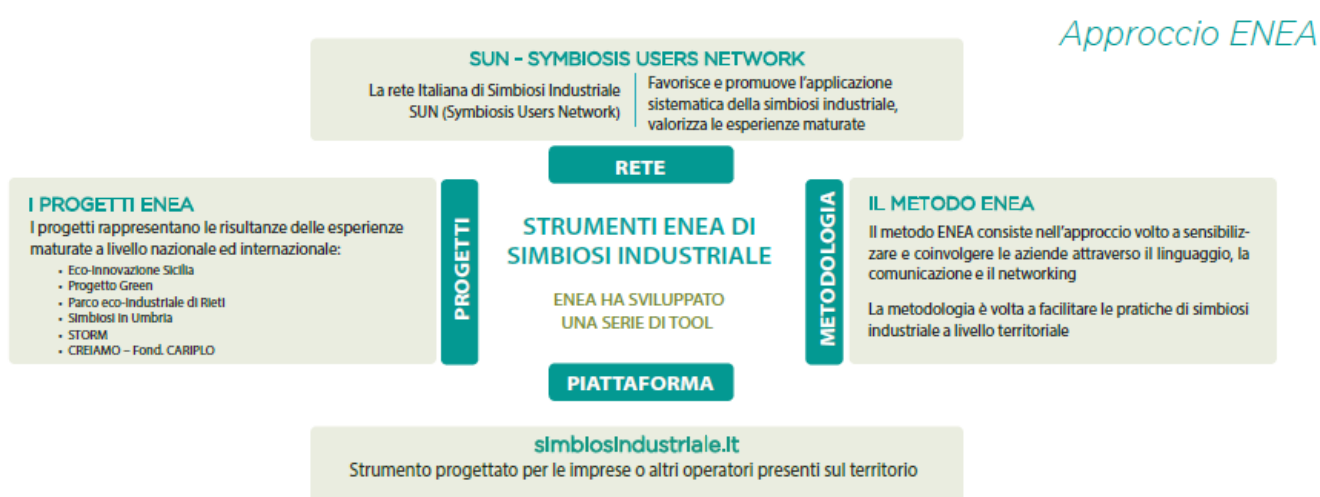 Approccio ENEA
SUN - SYMBIOSIS USERS NETWORK
La rete Italiana di Simbiosi Industriale
SUN (Symbiosis Users Network)
Favorisce e promuove l'applicazione
sistematica della simbiosi industriale,
valorizza le esperienze maturate
RETE
I PROGETTI ENEA
I progetti rappresentano le risultanze delle esperienze
maturate a livello nazionale ed internazionale:
• Eco-Innovazione Sicilia
• Progetto Green
• Parco eco-industriale di Rieti
• Simbiosi in Umbria
• STORM
• CREIAMO – Fond. CARIPLO
PROGETTI
STRUMENTI ENEA DI
SIMBIOSI INDUSTRIALE
ENEA HA SVILUPPATO
UNA SERIE DI TOOL
METODOLOGIA
IL METODO ENEA
Il metodo ENEA consiste nell'approccio volto a sensibiliz-
zare e coinvolgere le aziende attraverso il linguaggio, la
comunicazione e il networking
La metodologia è volta a facilitare le pratiche di simbiosi
industriale a livello territoriale
PIATTAFORMA
simbiosindustriale.it
Strumento progettato per le imprese o altri operatori presenti sul territorio